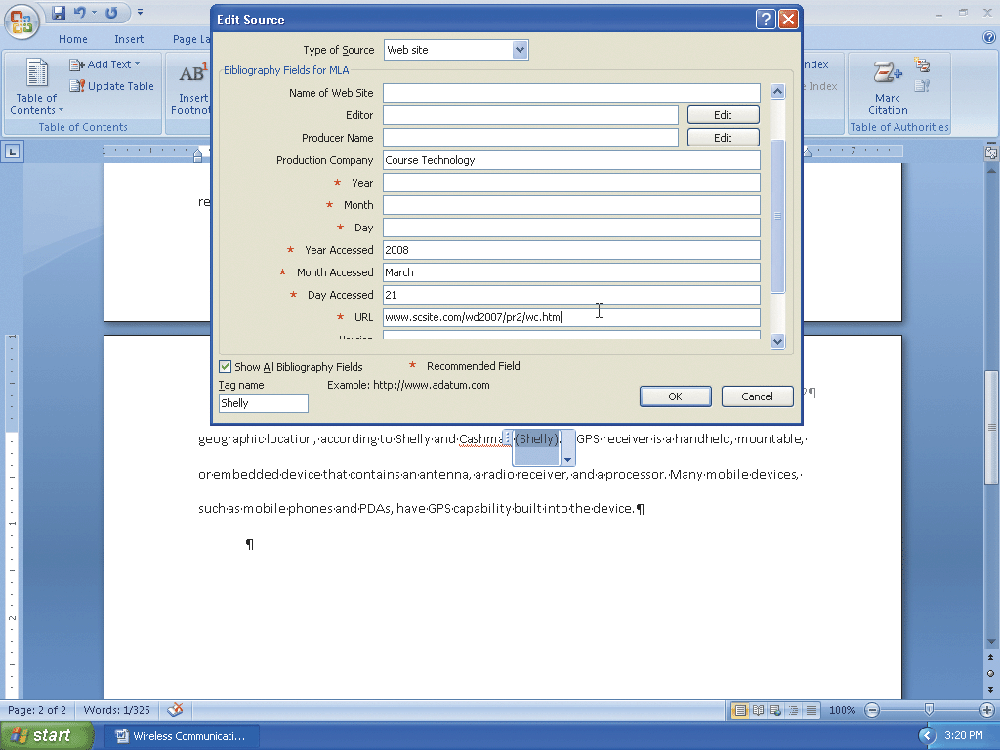 Edit Source
Home Insert Page La
Type of Source Web site
Bibliography Fields for MLA
Add Text
Update Table
Table of Contents
Table of Contents
AB1
Insert
Footnot
ndex
e Index
Mark
Citation
Table of Authorities
Name of Web Site
Editor Edit
Producer Name Edit
Production Company Course Technology
* Year
* Month
* Day
* Year Accessed 2008
* Month Accessed March
* Day Accessed 21
* URL www.scsite.com/wd2007/pr2/wc.htm
Version
Show All Bibliography Fields * Recommended Field
Tag name Example: http://www.adatum.com
Shelly
OK Cancel
1 7
re
2¶
geographic·location,·according·to·Shelly·and·Cashma (Shelly). GPS·receiver·is·a·handheld,·mountable,·
or·embedded·device·that·contains·an·antenna,·a·radio·receiver,·and·a·processor.·Many·mobile·devices,·
such·as·mobile·phones·and·PDAs,·have·GPS·capability·built·into·the·device.¶
¶
1
1
2
Page: 2 of 2 Words: 1/325 100%
start Wireless Communicati... 3:20 PM